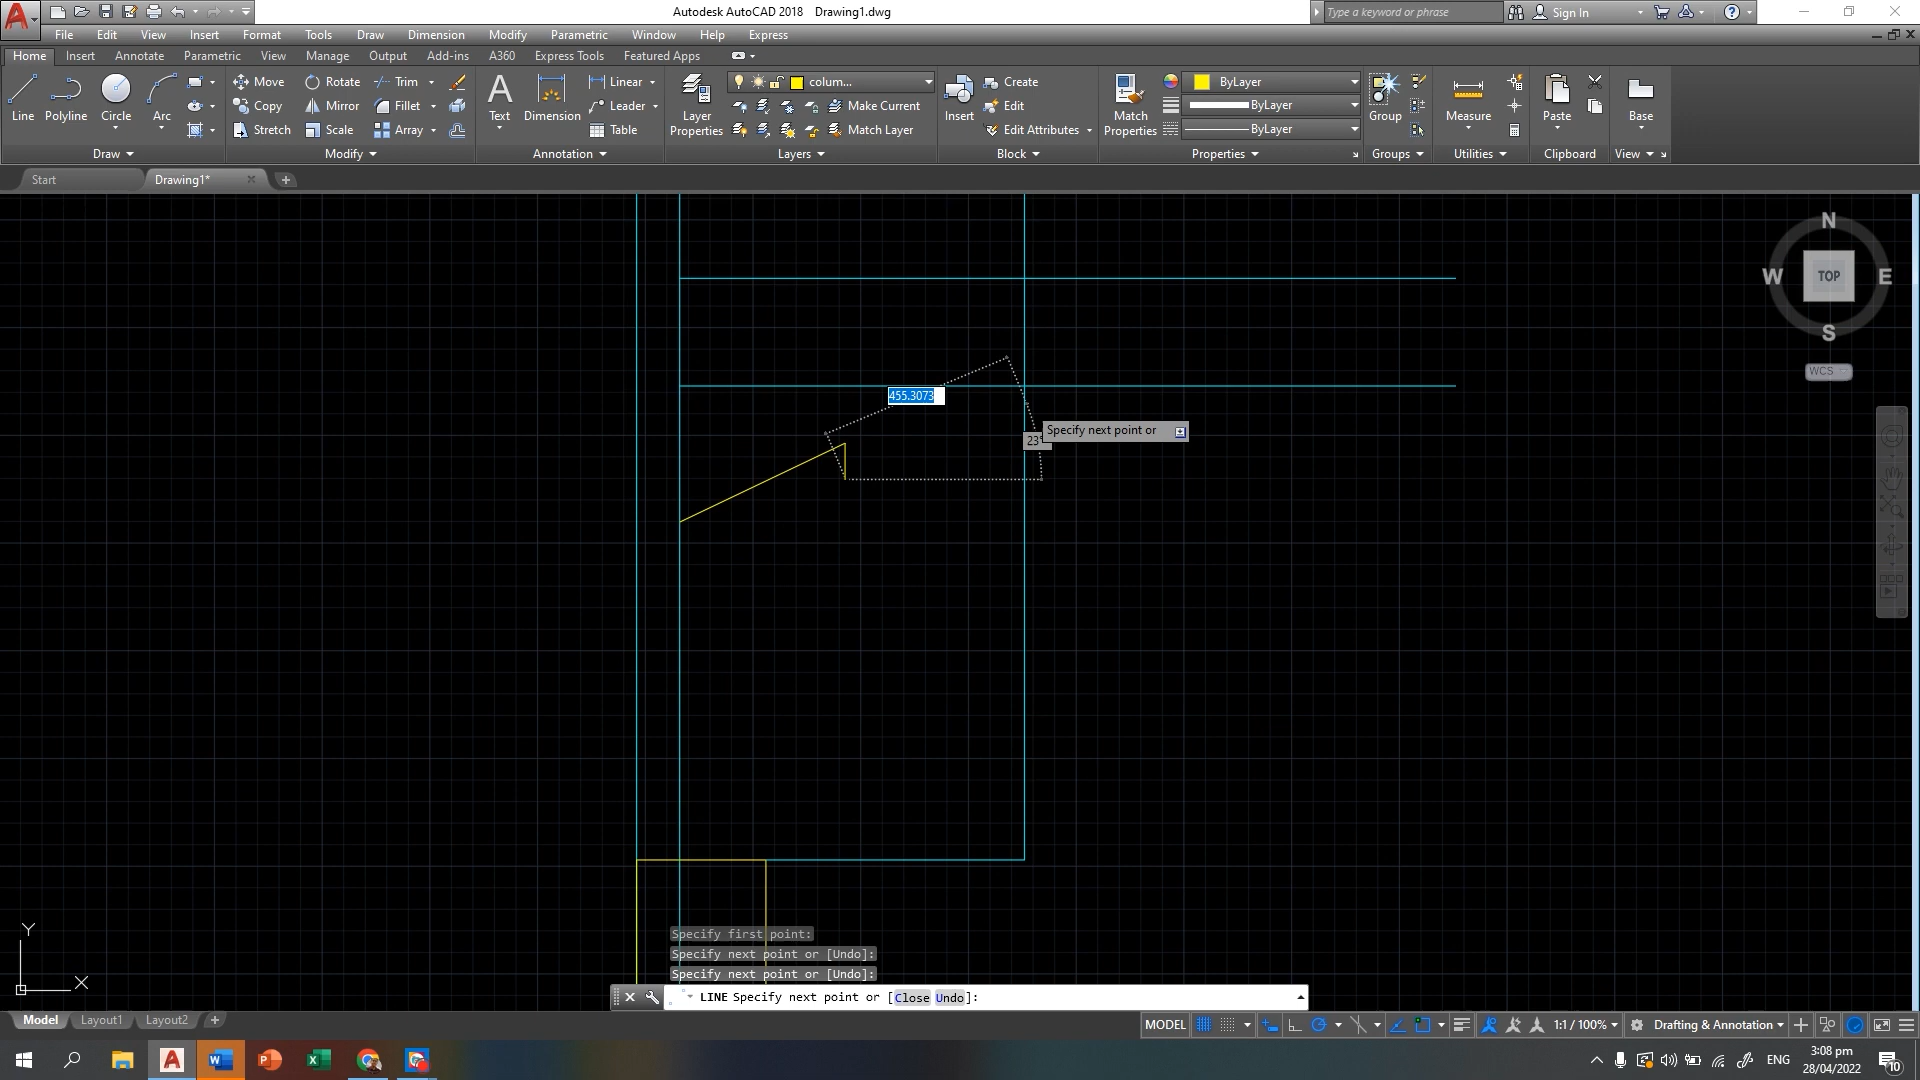 Autodesk AutoCAD 2018 Drawing1.dwg
Type a keyword or phrase
Sign In
File Edit View Insert Format Tools Draw Dimension Modify Parametric Window Help Express
Home Insert Annotate Parametric View Manage Output Add-ins A360 Express Tools Featured Apps
Line Polyline Circle Arc
Move Rotate Trim
Copy Mirror Fillet
Stretch Scale Array
Text Dimension
Linear
Leader
Table
Layer Properties
colum...
Make Current
Match Layer
Insert
Create
Edit
Edit Attributes
Match Properties
ByLayer
ByLayer
ByLayer
Group
Measure
Paste
Base
Draw Modify Annotation Layers Block Properties Groups Utilities Clipboard View
Start Drawing1*
N
W TOP E
S
WCS
455.3073
23°
Specify next point or
Y
X
Specify first point:
Specify next point or [Undo]:
Specify next point or [Undo]:
LINE Specify next point or [Close Undo]:
Model Layout1 Layout2
MODEL 1:1 / 100% Drafting & Annotation
ENG
3:08 pm
28/04/2022
10